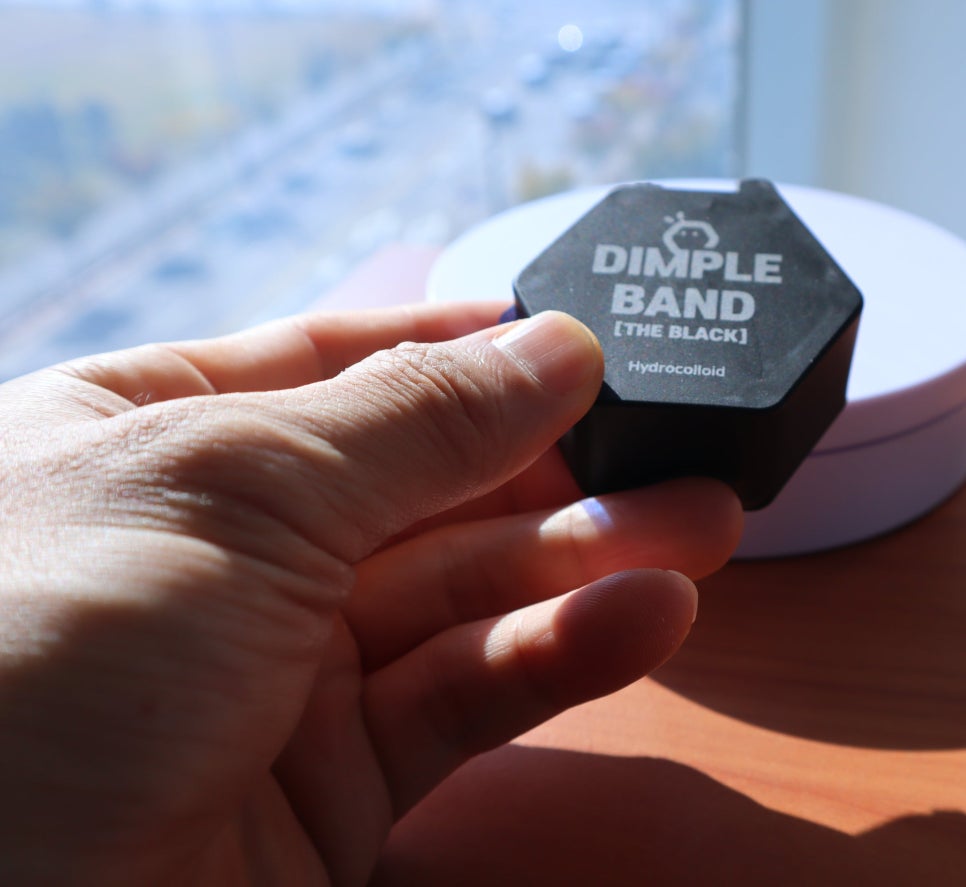 DIMPLE
BAND
[THE BLACK]
Hydrocolloid